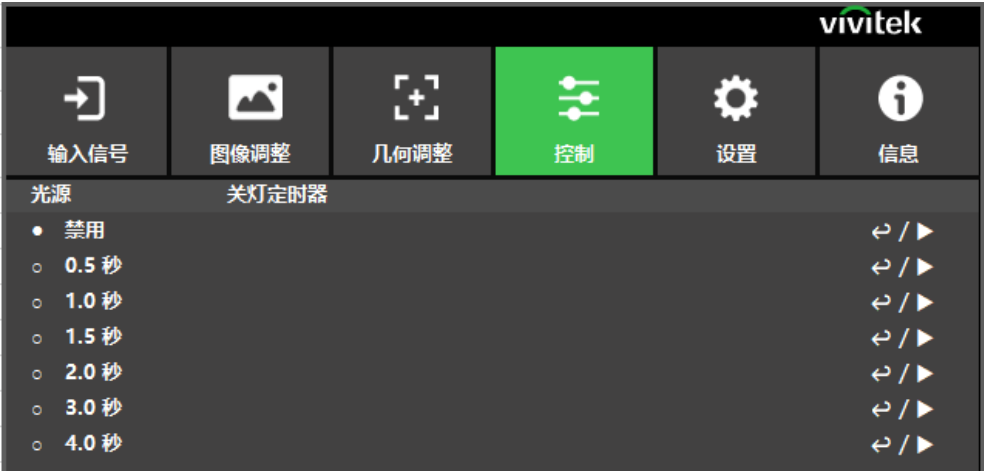 vivitek
输入信号 图像调整 几何调整 控制 设置 信息
光源 关灯定时器
● 禁用 ↩ / ▶
○ 0.5 秒 ↩ / ▶
○ 1.0 秒 ↩ / ▶
○ 1.5 秒 ↩ / ▶
○ 2.0 秒 ↩ / ▶
○ 3.0 秒 ↩ / ▶
○ 4.0 秒 ↩ / ▶